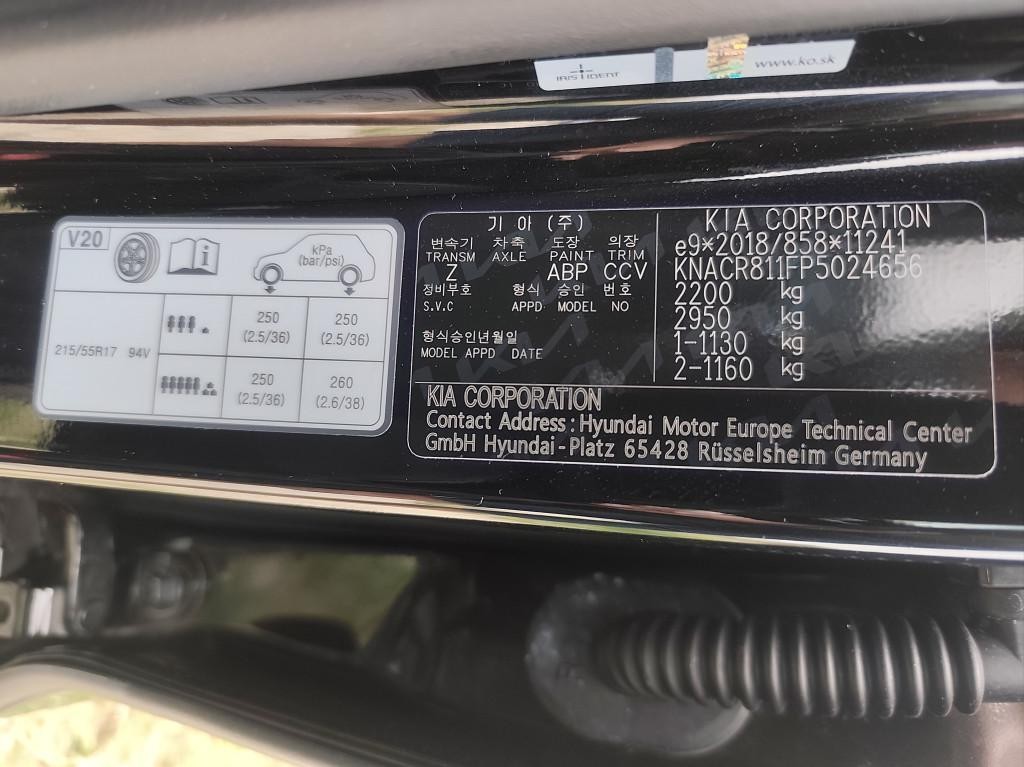 IRIS IDENT www.ko.sk
V20
kPa
(bar/psi)
215/55R17 94V
250 250
(2.5/36) (2.5/36)
250 260
(2.5/36) (2.6/38)
기아 (주)
변속기 차축 도장 의장
TRANSM AXLE PAINT TRIM
Z ABP CCV
정비부호 형식 승인 번호
S.V.C APPD MODEL NO
형식승인년월일
MODEL APPD DATE
KIA CORPORATION
e9*2018/858*11241
KNACR811FP5024656
2200 kg
2950 kg
1-1130 kg
2-1160 kg
KIA CORPORATION
Contact Address : Hyundai Motor Europe Technical Center
GmbH Hyundai-Platz 65428 Rüsselsheim Germany